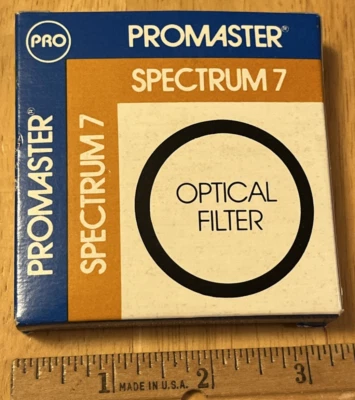 PRO
PROMASTER®
SPECTRUM 7
PROMASTER®
SPECTRUM 7
OPTICAL
FILTER
1 2 3
MADE IN U.S.A.